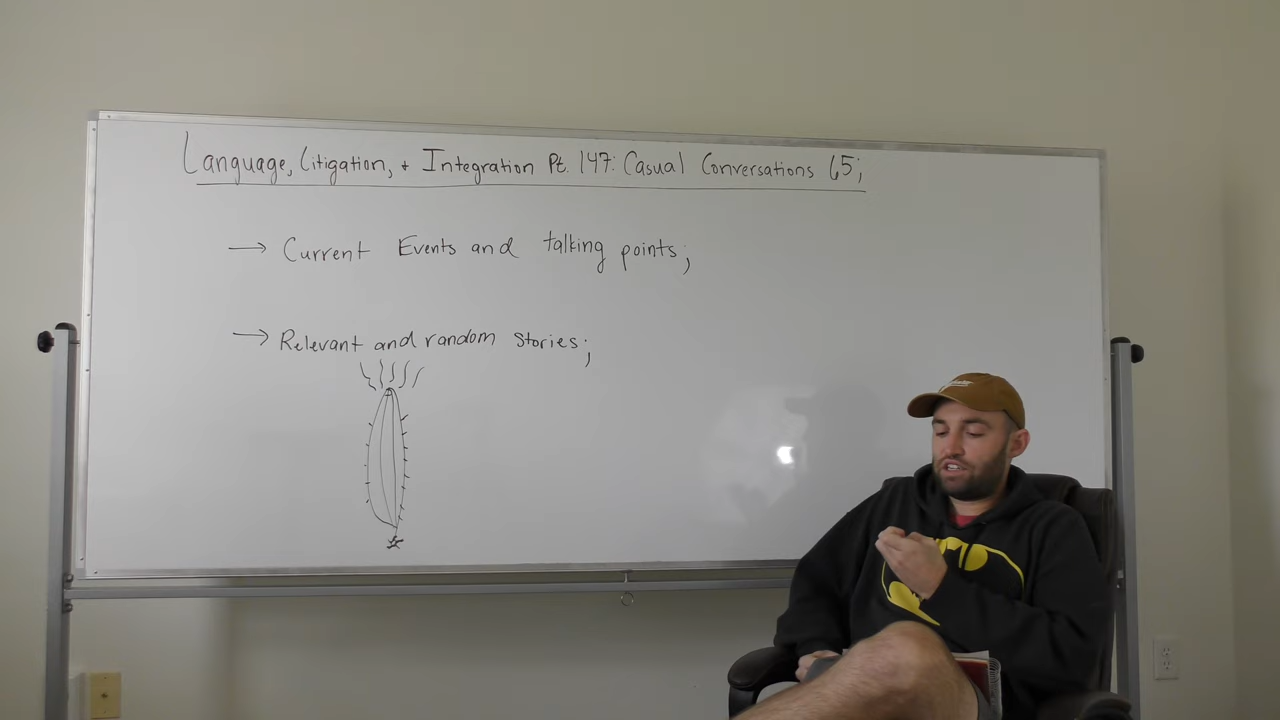 Language, Litigation, + Integration Pt. 147: Casual Conversations 65;
→ Current Events and talking points;
→ Relevant and random stories;